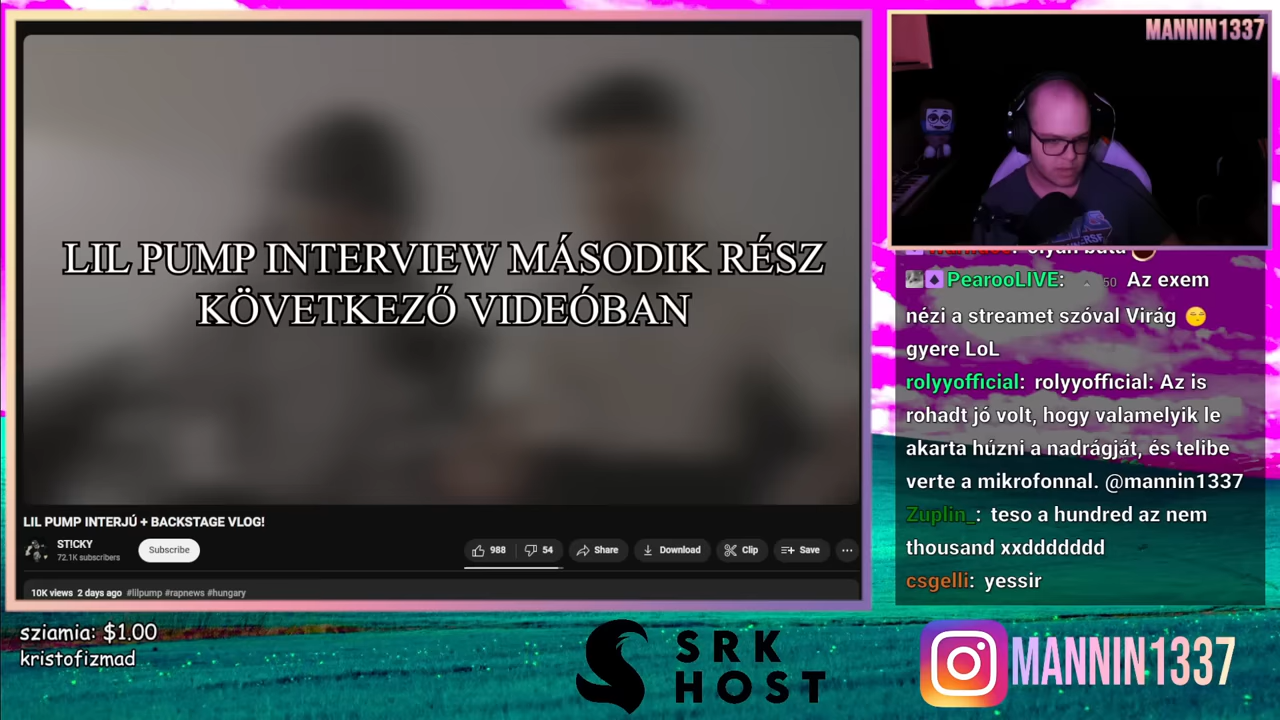 LIL PUMP INTERVIEW MÁSODIK RÉSZ
KÖVETKEZŐ VIDEÓBAN
LIL PUMP INTERJÚ + BACKSTAGE VLOG!
STICKY
72.1K subscribers
Subscribe
988
54
Share
Download
Clip
Save
10K views 2 days ago #lilpump #rapnews #hungary
MANNIN1337
PearooLIVE: 50 Az exem
nézi a streamet szóval Virág
gyere LoL
rolyyofficial: rolyyofficial: Az is
rohadt jó volt, hogy valamelyik le
akarta húzni a nadrágját, és telibe
verte a mikrofonnal. @mannin1337
Zuplin_: teso a hundred az nem
thousand xxddddddd
csgelli: yessir
sziamia: $1.00
kristofizmad
SRK
HOST
MANNIN1337